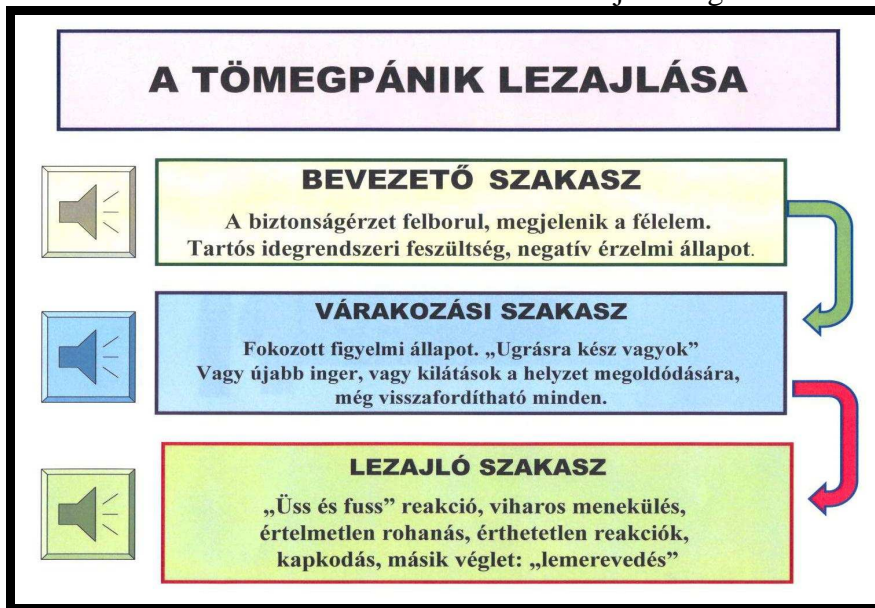 A TÖMEGPÁNIK LEZAJLÁSA
BEVEZETŐ SZAKASZ
A biztonságérzet felborul, megjelenik a félelem.
Tartós idegrendszeri feszültség, negatív érzelmi állapot.
VÁRAKOZÁSI SZAKASZ
Fokozott figyelmi állapot. „Ugrásra kész vagyok”
Vagy újabb inger, vagy kilátások a helyzet megoldódására,
még visszafordítható minden.
LEZAJLÓ SZAKASZ
„Üss és fuss” reakció, viharos menekülés,
értelmetlen rohanás, érthetetlen reakciók,
kapkodás, másik véglet: „lemerevedés”